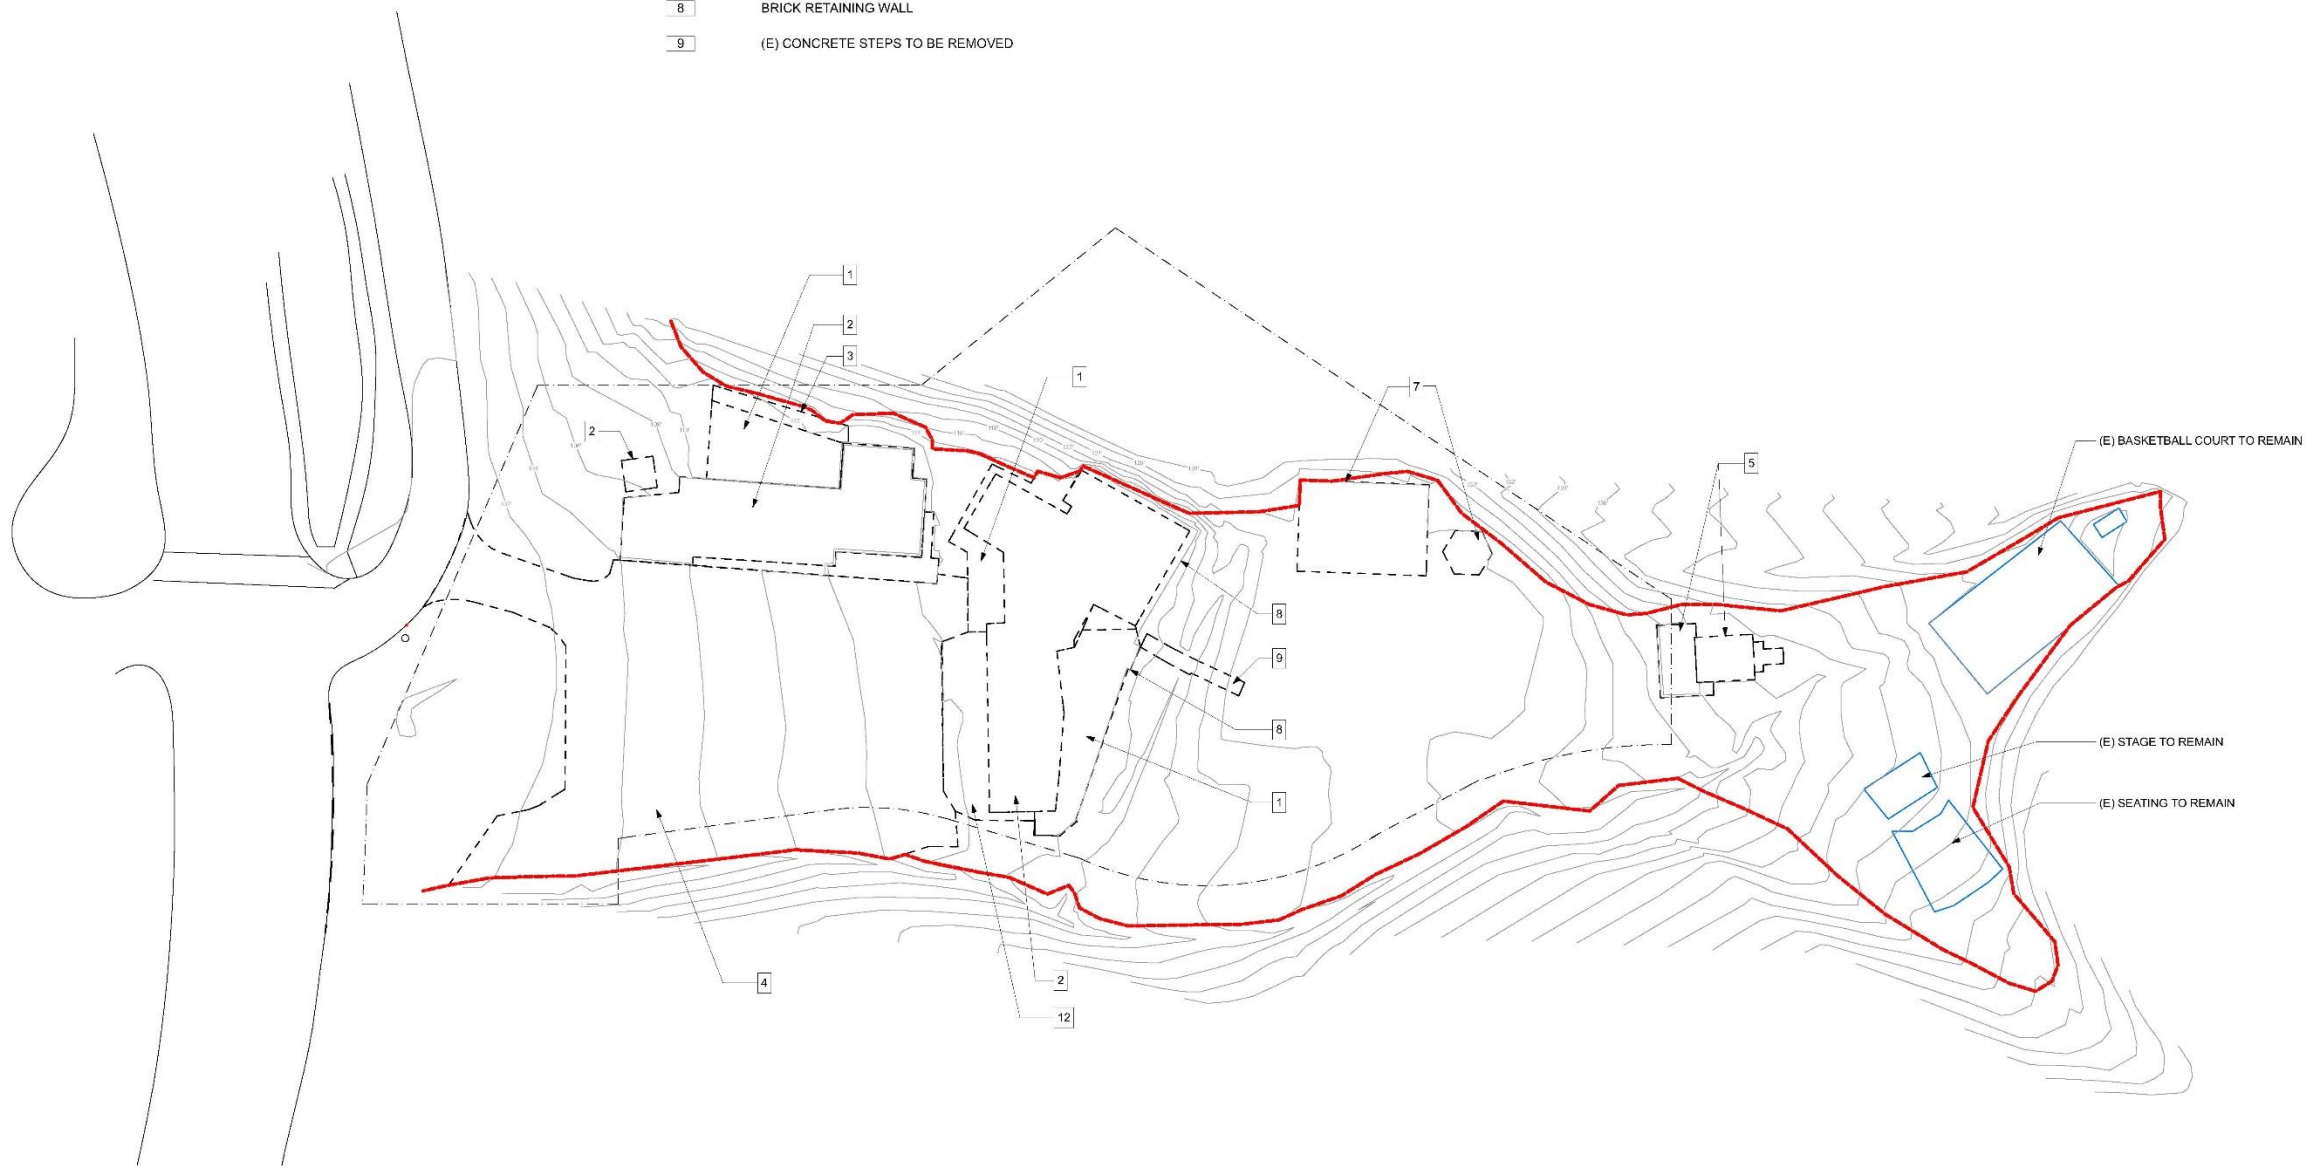 8 BRICK RETAINING WALL
9 (E) CONCRETE STEPS TO BE REMOVED
1
2
3
1
7
2
(E) BASKETBALL COURT TO REMAIN
5
8
9
8
(E) STAGE TO REMAIN
1
(E) SEATING TO REMAIN
2
4
12